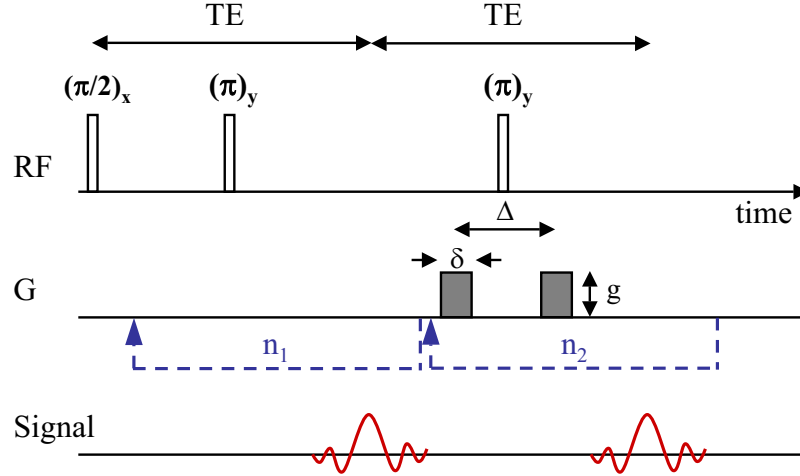 TE TE
(π/2)x (π)y (π)y
RF
time
Δ
δ
G
g
n1 n2
Signal